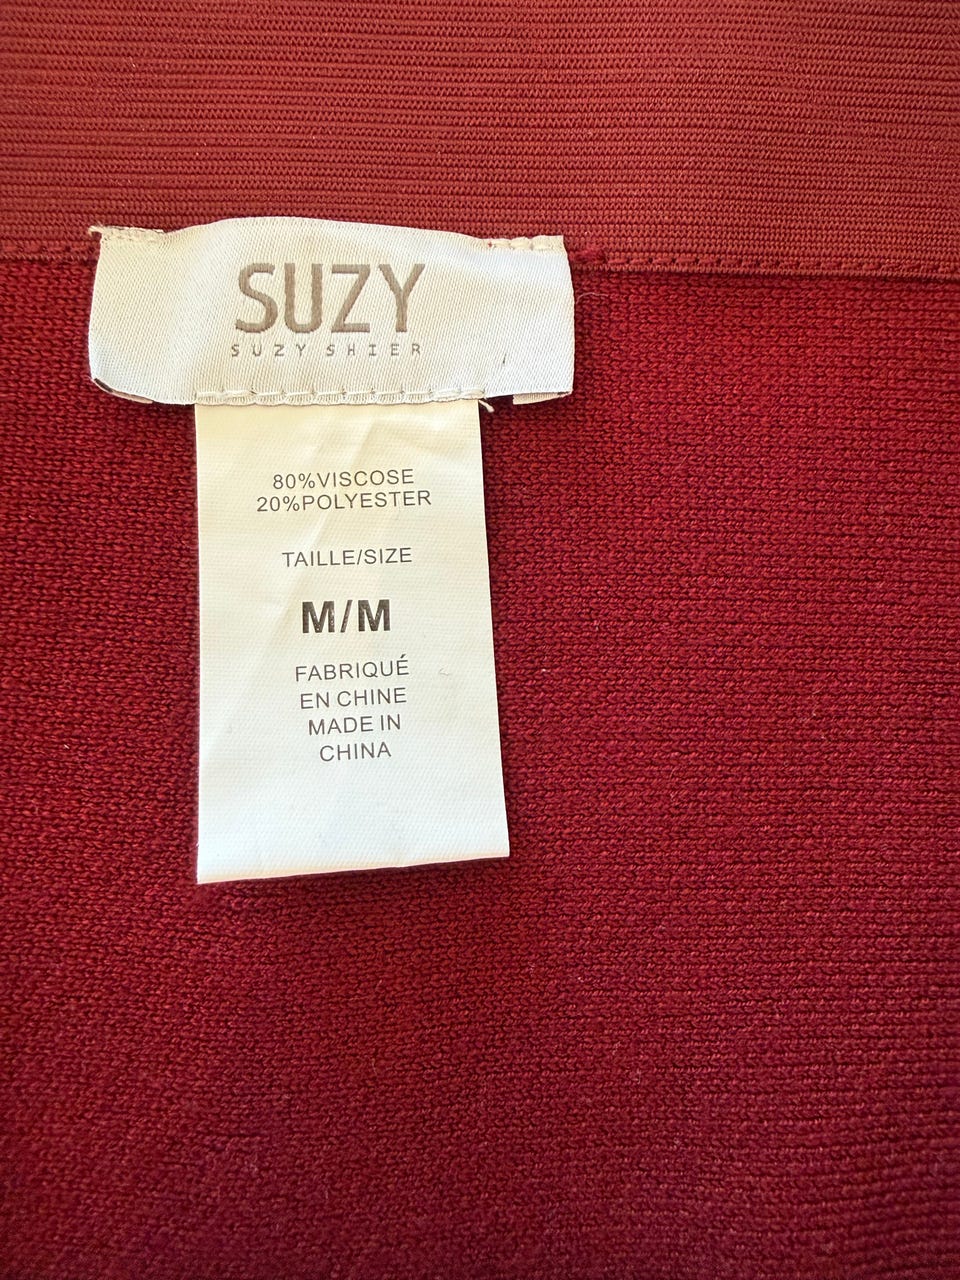 SUZY
SUZY SHIER
80%VISCOSE
20%POLYESTER
TAILLE/SIZE
M/M
FABRIQUÉ
EN CHINE
MADE IN
CHINA